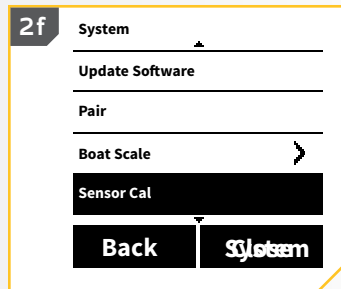 2f
System
Update Software
Pair
Boat Scale
Sensor Cal
Back